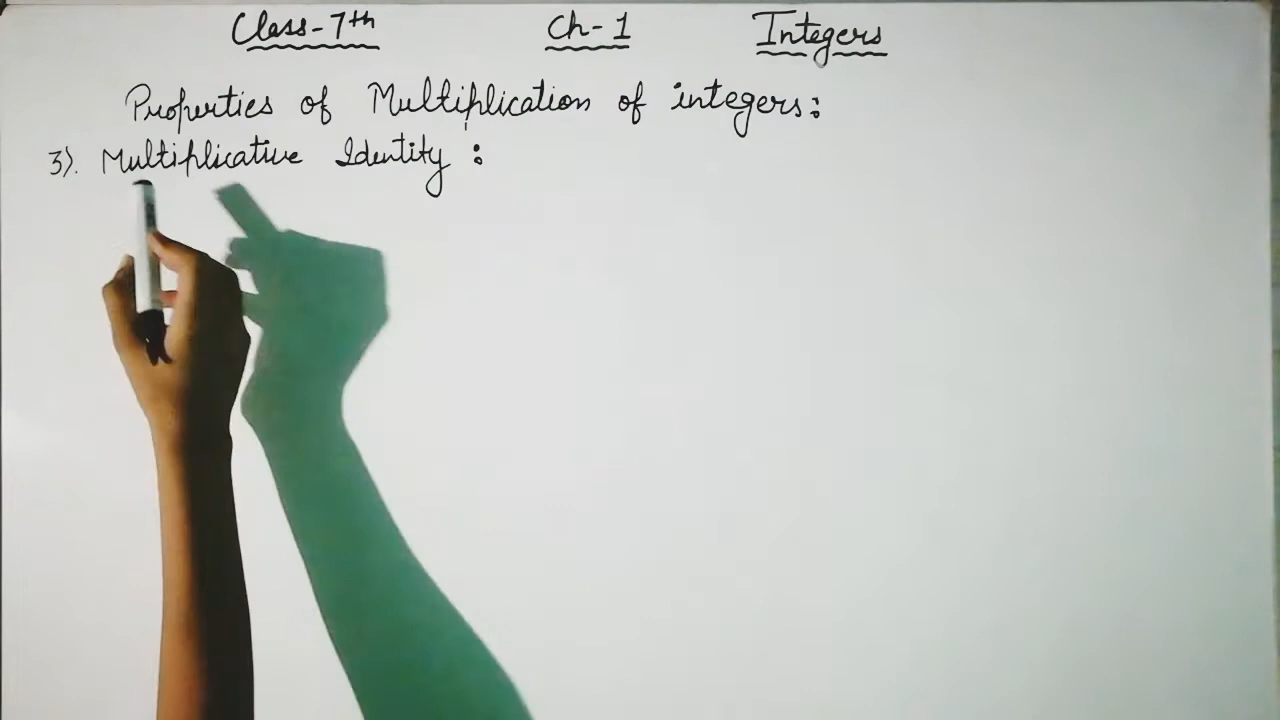 Class-7th Ch-1 Integers
Properties of Multiplication of integers:
3). Multiplicative Identity :